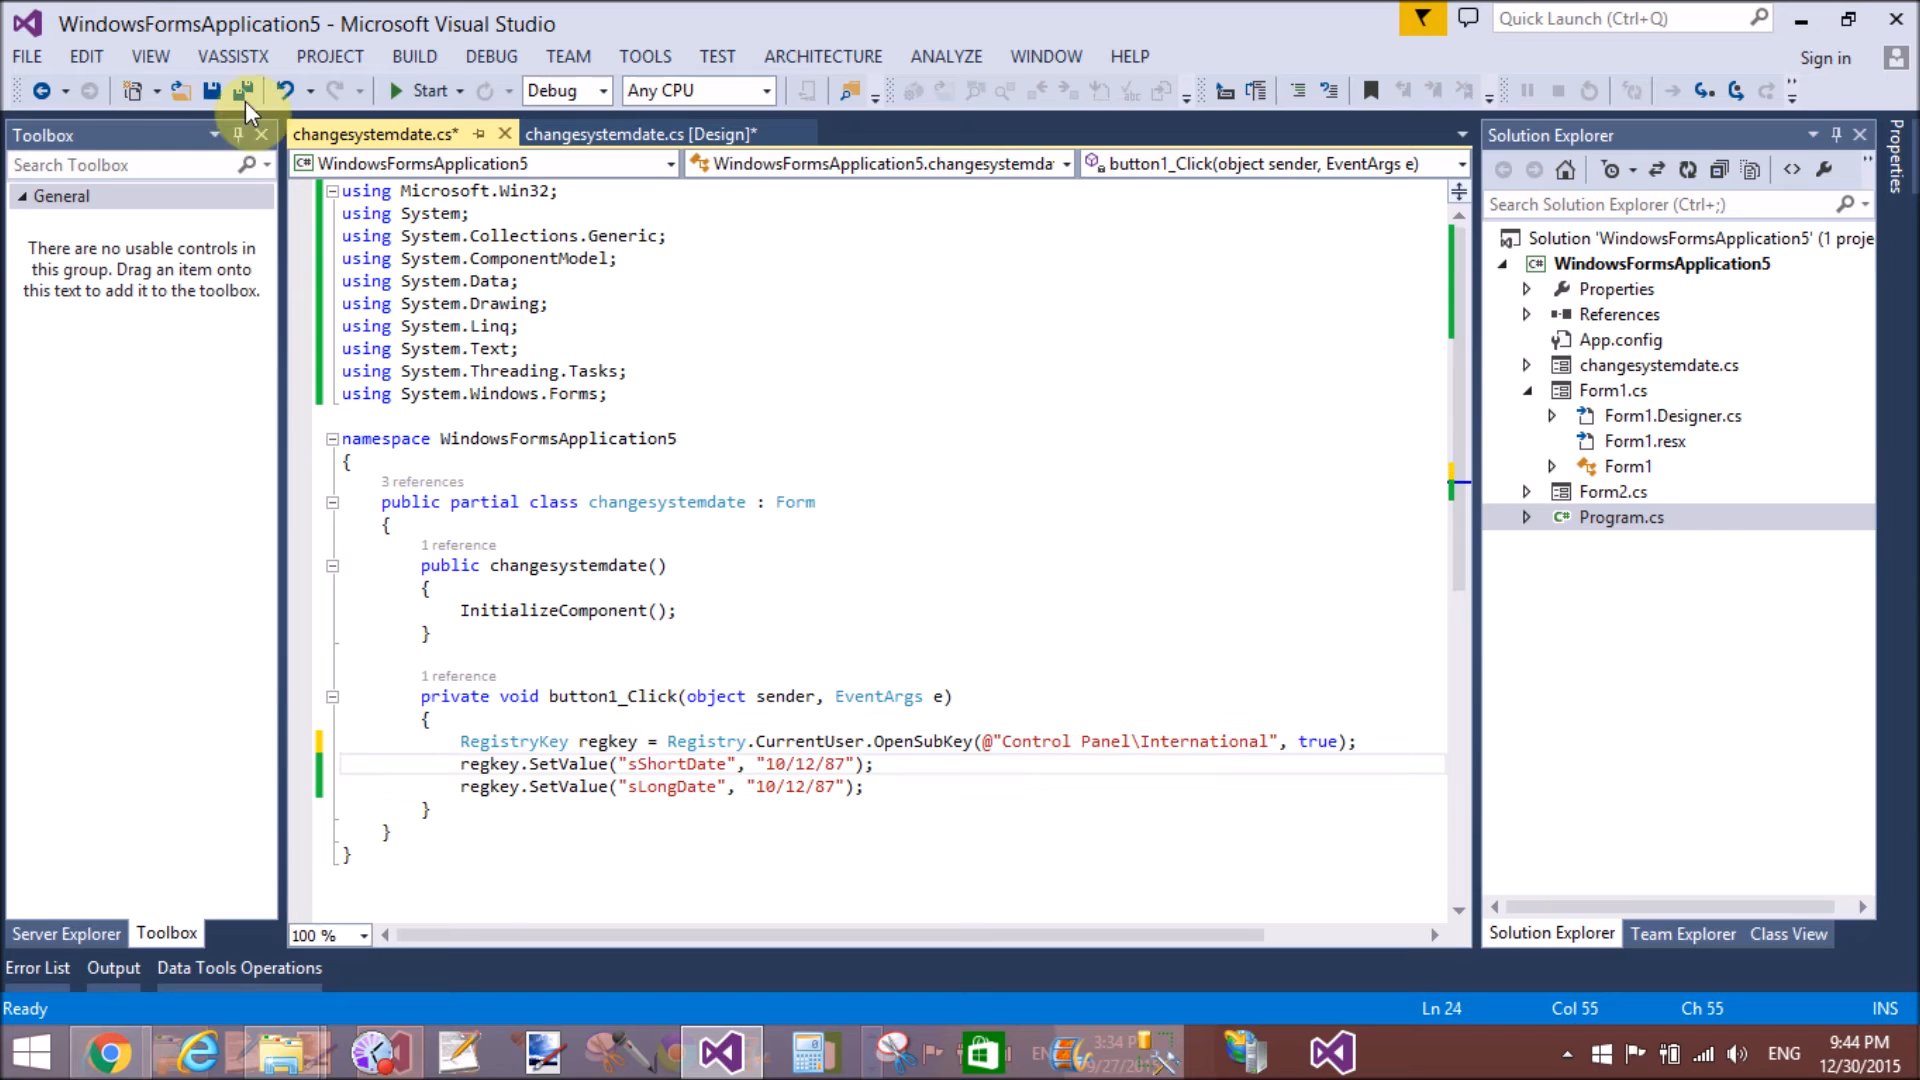 WindowsFormsApplication5 - Microsoft Visual Studio
Quick Launch (Ctrl+Q)
FILE EDIT VIEW VASSISTX PROJECT BUILD DEBUG TEAM TOOLS TEST ARCHITECTURE ANALYZE WINDOW HELP
Sign in
Start Debug Any CPU
Toolbox
changesystemdate.cs*
changesystemdate.cs [Design]*
Solution Explorer
Properties
Search Toolbox
WindowsFormsApplication5
WindowsFormsApplication5.changesystemda
button1_Click(object sender, EventArgs e)
General
There are no usable controls in
this group. Drag an item onto
this text to add it to the toolbox.
using Microsoft.Win32;
using System;
using System.Collections.Generic;
using System.ComponentModel;
using System.Data;
using System.Drawing;
using System.Linq;
using System.Text;
using System.Threading.Tasks;
using System.Windows.Forms;
namespace WindowsFormsApplication5
{
3 references
public partial class changesystemdate : Form
{
1 reference
public changesystemdate()
{
InitializeComponent();
}
1 reference
private void button1_Click(object sender, EventArgs e)
{
RegistryKey regkey = Registry.CurrentUser.OpenSubKey(@"Control Panel\International", true);
regkey.SetValue("sShortDate", "10/12/87");
regkey.SetValue("sLongDate", "10/12/87");
}
}
}
Search Solution Explorer (Ctrl+;)
Solution 'WindowsFormsApplication5' (1 proje
C# WindowsFormsApplication5
Properties
References
App.config
changesystemdate.cs
Form1.cs
Form1.Designer.cs
Form1.resx
Form1
Form2.cs
C# Program.cs
100 %
Server Explorer Toolbox
Solution Explorer Team Explorer Class View
Error List Output Data Tools Operations
Ready
Ln 24 Col 55 Ch 55 INS
3:34 PM
ENG
9:44 PM
12/30/2015